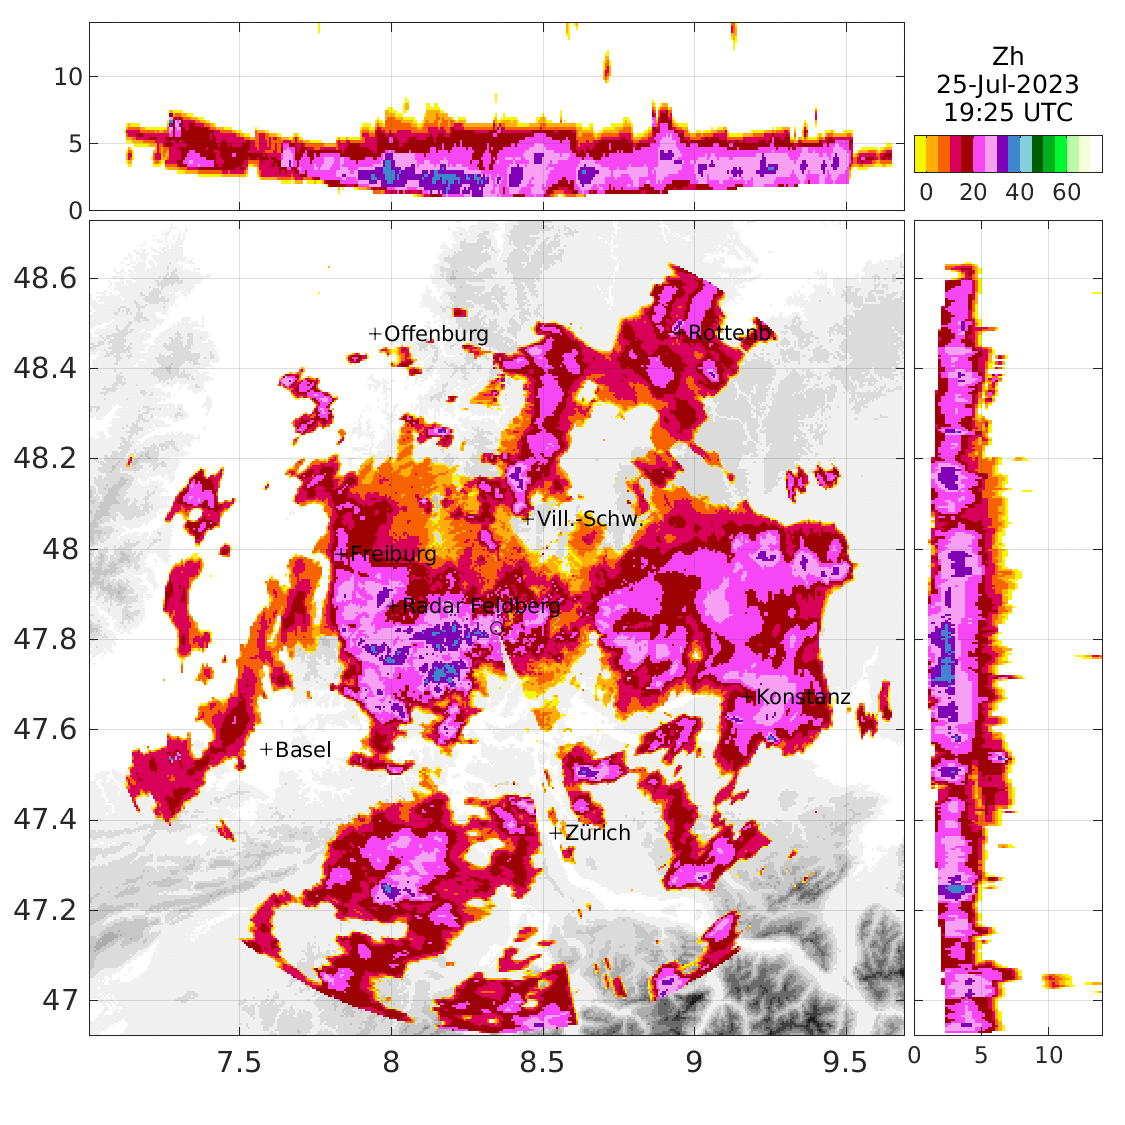 10
5
0
Zh
25-Jul-2023
19:25 UTC
0 20 40 60
48.6
48.4
48.2
48
47.8
47.6
47.4
47.2
47
+Offenburg
+Rottenb.
+Vill.-Schw.
+Freiburg
+Radar Feldberg
+Konstanz
+Basel
+Zürich
7.5 8 8.5 9 9.5
0 5 10